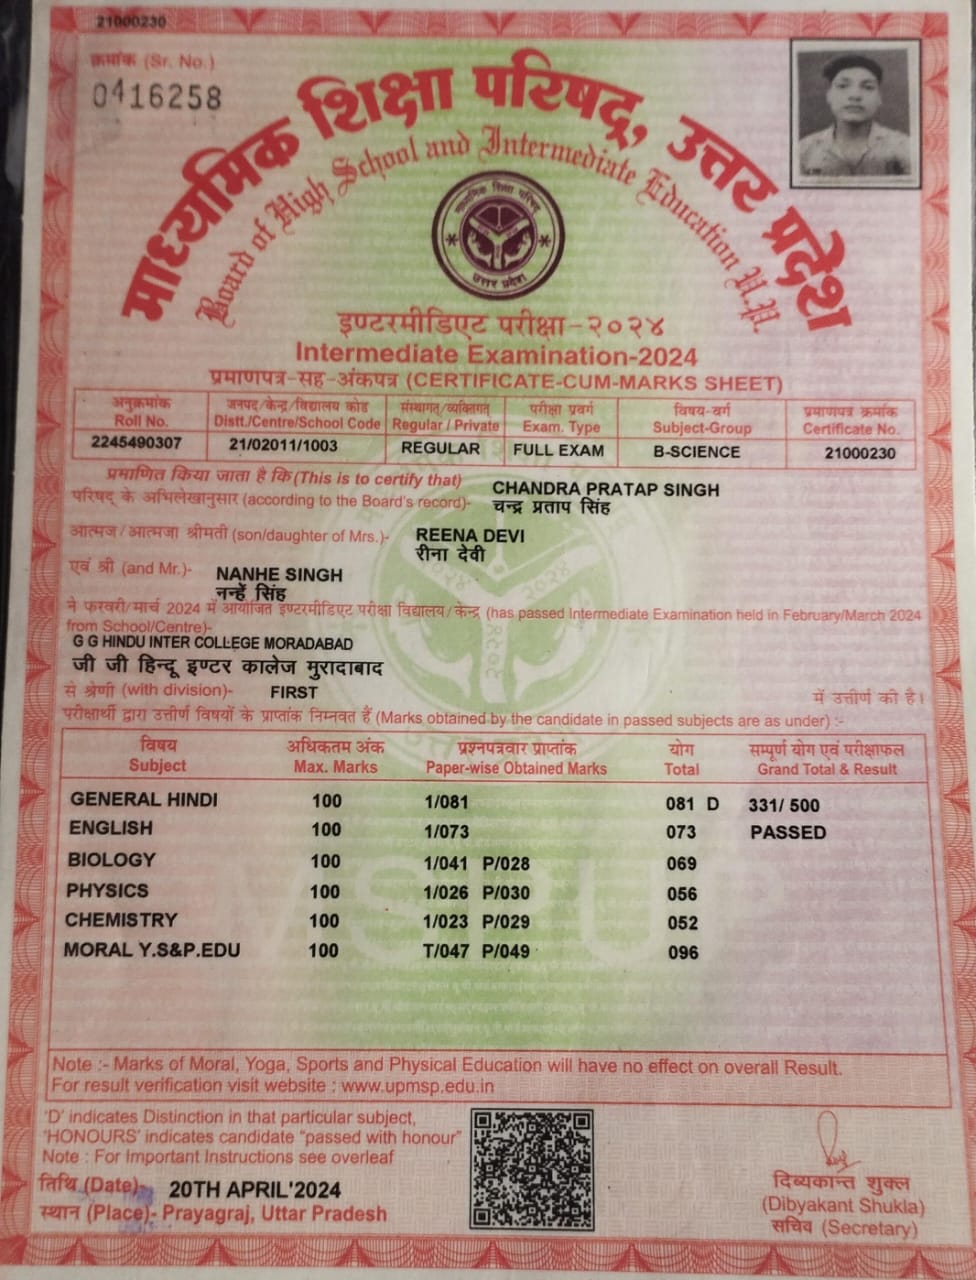 21000230
क्रमांक (Sr. No.)
0416258
माध्यमिक शिक्षा परिषद्, उत्तर प्रदेश
Board of High School and Intermediate Education U.P.
माध्यमिक शिक्षा परिषद्
उत्तर प्रदेश
इण्टरमीडिएट परीक्षा-२०२४
Intermediate Examination-2024
प्रमाणपत्र-सह-अंकपत्र (CERTIFICATE-CUM-MARKS SHEET)
अनुक्रमांक जनपद/केन्द्र/विद्यालय कोड संस्थागत/व्यक्तिगत परीक्षा प्रवर्ग विषय-वर्ग प्रमाणपत्र क्रमांक
Roll No. Distt./Centre/School Code Regular / Private Exam. Type Subject-Group Certificate No.
2245490307 21/02011/1003 REGULAR FULL EXAM B-SCIENCE 21000230
प्रमाणित किया जाता है कि(This is to certify that) CHANDRA PRATAP SINGH
परिषद् के अभिलेखानुसार (according to the Board's record)- चन्द्र प्रताप सिंह
आत्मज/आत्मजा श्रीमती (son/daughter of Mrs.)- REENA DEVI
रीना देवी
एवं श्री (and Mr.)- NANHE SINGH
नन्हें सिंह
ने फरवरी/मार्च 2024 में आयोजित इण्टरमीडिएट परीक्षा विद्यालय/केन्द्र (has passed Intermediate Examination held in February/March 2024
from School/Centre)-
G G HINDU INTER COLLEGE MORADABAD
जी जी हिन्दू इण्टर कालेज मुरादाबाद
से श्रेणी (with division)- FIRST में उत्तीर्ण की है।
परीक्षार्थी द्वारा उत्तीर्ण विषयों के प्राप्तांक निम्नवत हैं (Marks obtained by the candidate in passed subjects are as under) :-
विषय अधिकतम अंक प्रश्नपत्रवार प्राप्तांक योग सम्पूर्ण योग एवं परीक्षाफल
Subject Max. Marks Paper-wise Obtained Marks Total Grand Total & Result
GENERAL HINDI 100 1/081 081 D 331/ 500
ENGLISH 100 1/073 073 PASSED
BIOLOGY 100 1/041 P/028 069
PHYSICS 100 1/026 P/030 056
CHEMISTRY 100 1/023 P/029 052
MORAL Y.S&P.EDU 100 T/047 P/049 096
Note :- Marks of Moral, Yoga, Sports and Physical Education will have no effect on overall Result.
For result verification visit website : www.upmsp.edu.in
'D' indicates Distinction in that particular subject,
'HONOURS' indicates candidate "passed with honour"
Note : For Important Instructions see overleaf
तिथि (Date)- 20TH APRIL'2024
स्थान (Place)- Prayagraj, Uttar Pradesh
दिब्यकान्त शुक्ल
(Dibyakant Shukla)
सचिव (Secretary)